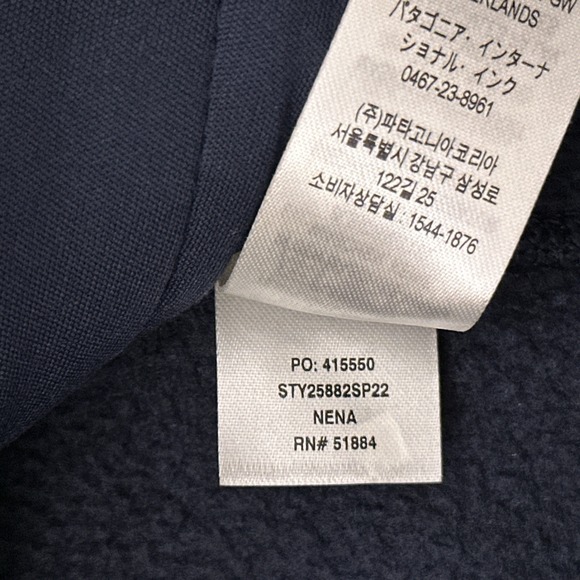 GW
ERLANDS
パタゴニア・インターナ
ショナル・インク
0467-23-8961
(주)파타고니아코리아
서울특별시 강남구 삼성로
122길 25
소비자상담실 : 1544-1876
PO: 415550
STY25882SP22
NENA
RN# 51884